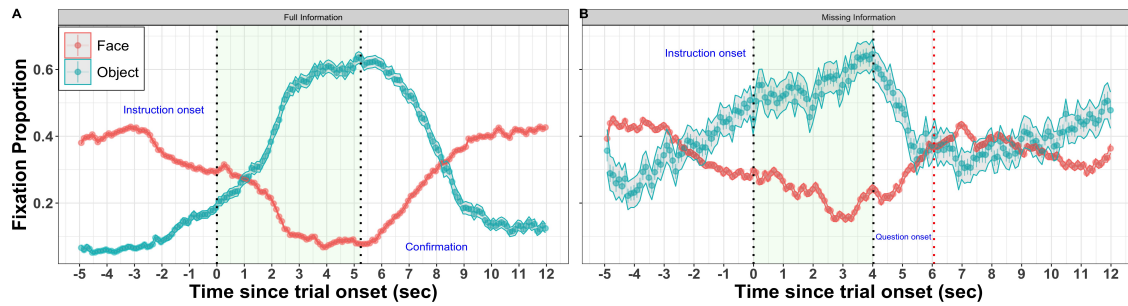 A
Full Information
B
Missing Information
Face
Object
Instruction onset
Confirmation
Fixation Proportion
0.6
0.4
0.2
-5 -4 -3 -2 -1 0 1 2 3 4 5 6 7 8 9 10 11 12
Time since trial onset (sec)
Instruction onset
Question onset
-5 -4 -3 -2 -1 0 1 2 3 4 5 6 7 8 9 10 11 12
Time since trial onset (sec)